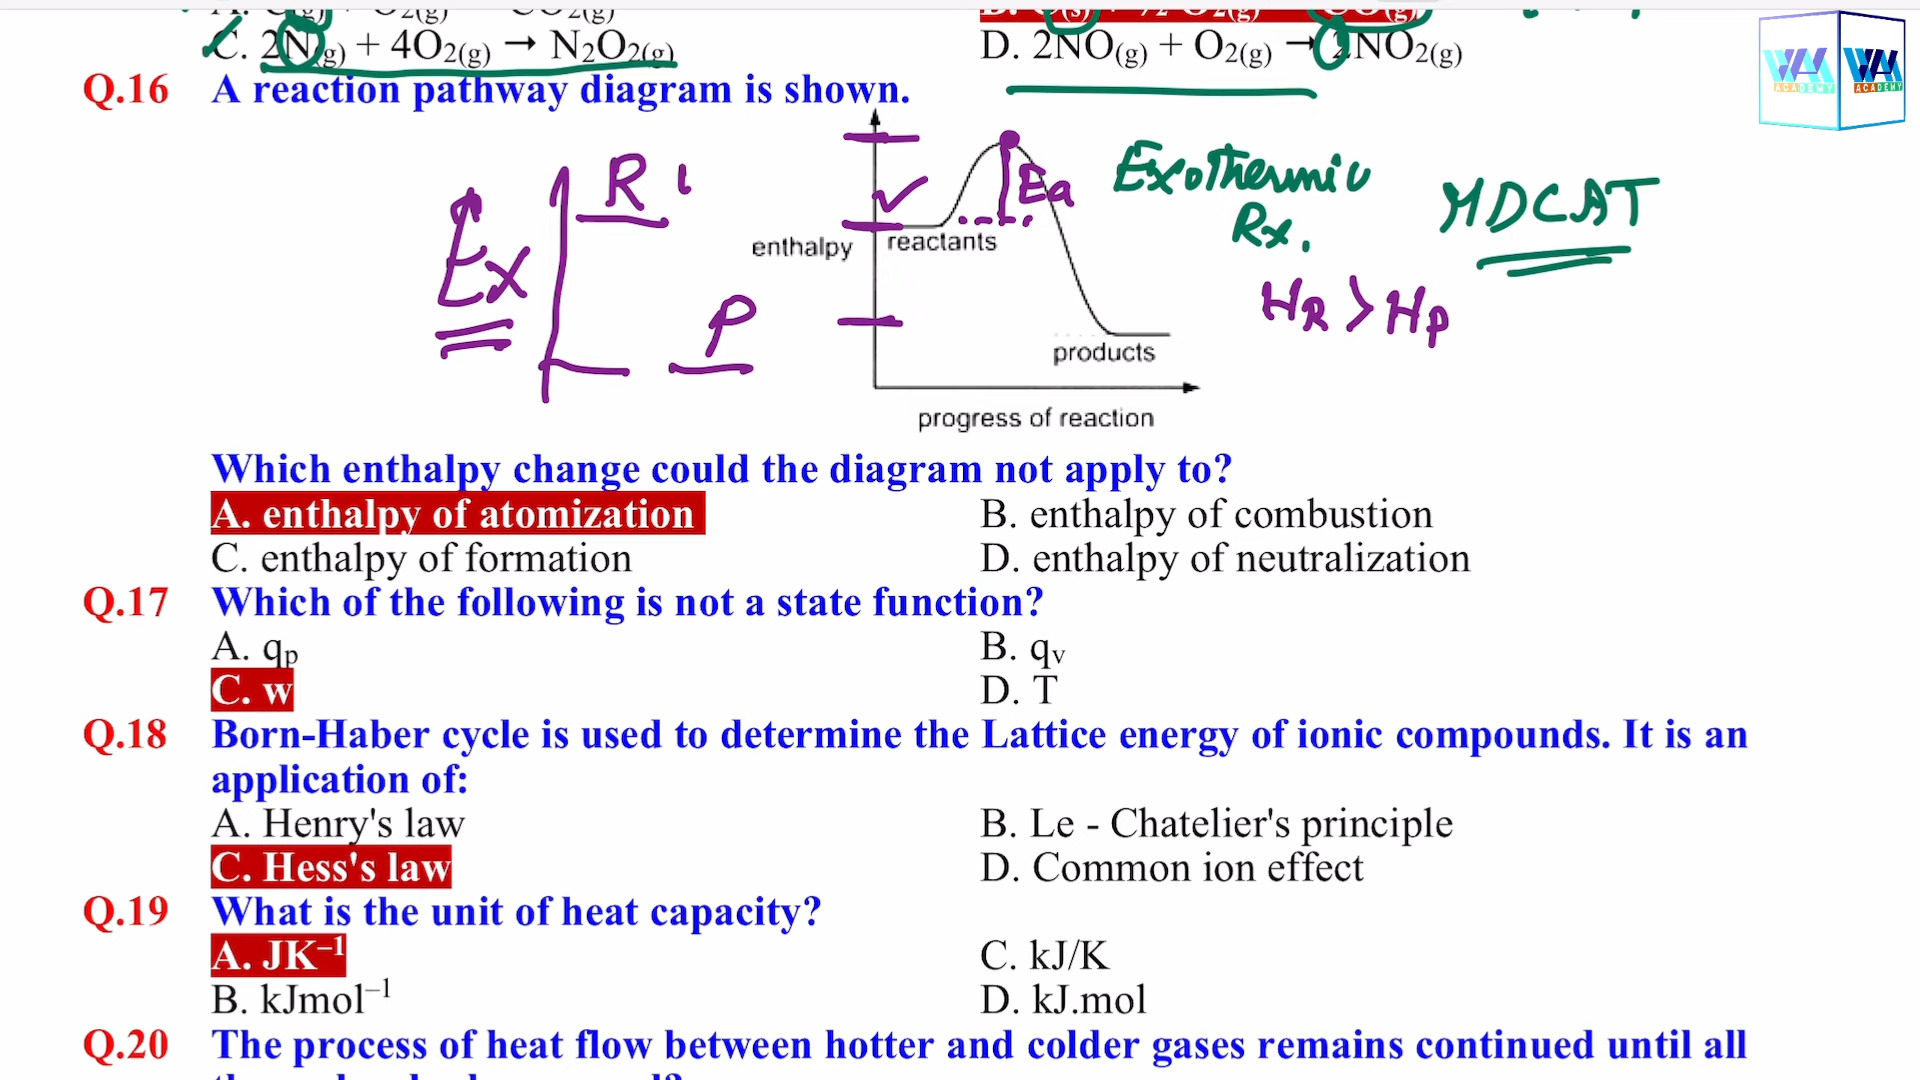 C. 2N(g) + 4O2(g) → N2O2(g)
D. 2NO(g) + O2(g) → 2NO2(g)
Q.16 A reaction pathway diagram is shown.
WM ACADEMY
WM ACADEMY
R
P
Ex
Ea
enthalpy
reactants
products
progress of reaction
Exothermic
Rx.
MDCAT
HR > HP
Which enthalpy change could the diagram not apply to?
A. enthalpy of atomization
B. enthalpy of combustion
C. enthalpy of formation
D. enthalpy of neutralization
Q.17 Which of the following is not a state function?
A. qp
B. qv
C. w
D. T
Q.18 Born-Haber cycle is used to determine the Lattice energy of ionic compounds. It is an
application of:
A. Henry's law
B. Le - Chatelier's principle
C. Hess's law
D. Common ion effect
Q.19 What is the unit of heat capacity?
A. JK⁻¹
C. kJ/K
B. kJmol⁻¹
D. kJ.mol
Q.20 The process of heat flow between hotter and colder gases remains continued until all